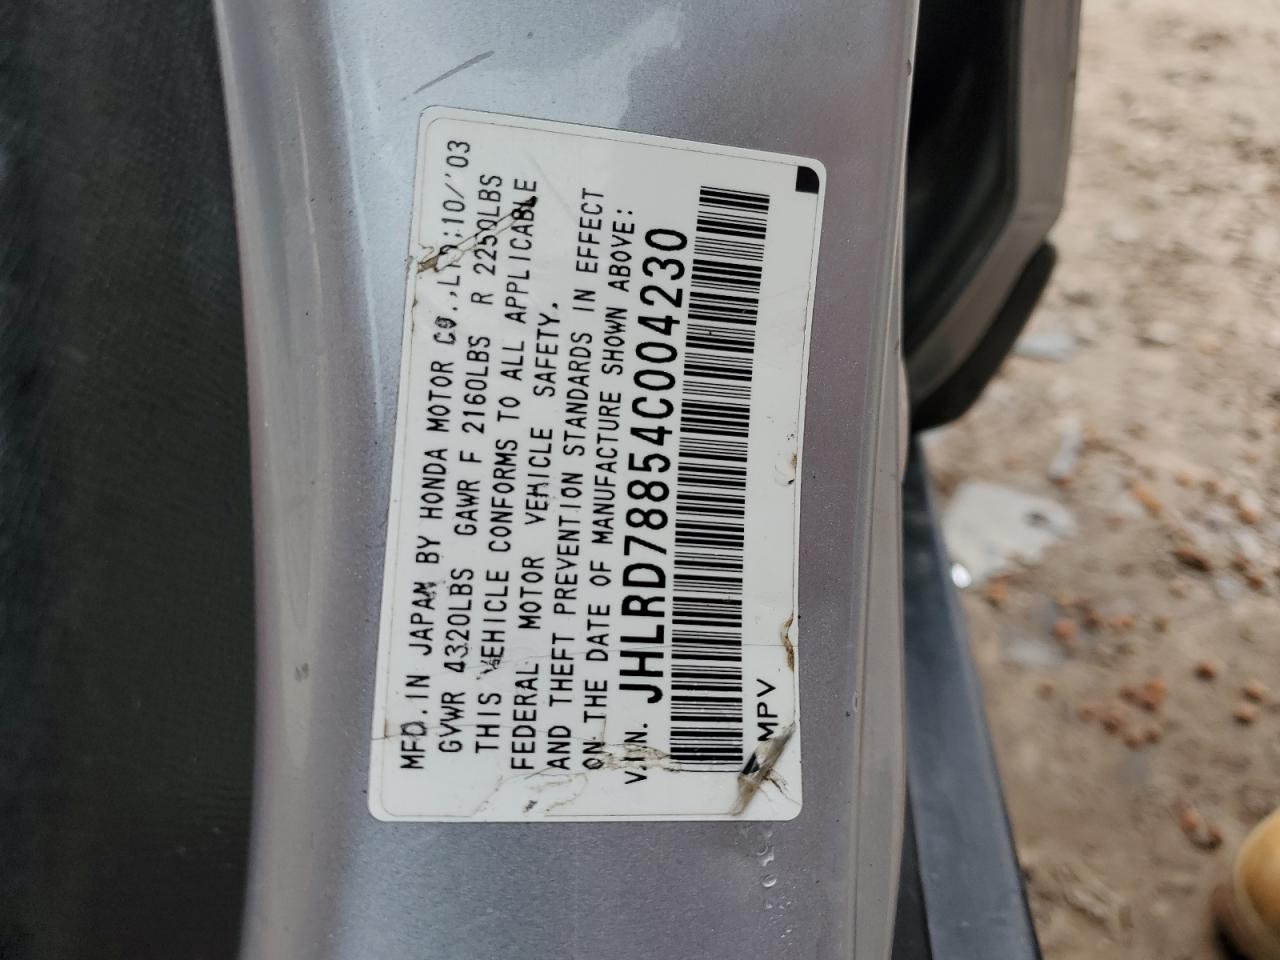 MFD. IN JAPAN BY HONDA MOTOR CO.,LTD:10/'03
GVWR 4320LBS GAWR F 2160LBS R 2250LBS
THIS VEHICLE CONFORMS TO ALL APPLICABLE
FEDERAL MOTOR VEHICLE SAFETY.
AND THEFT PREVENTION STANDARDS IN EFFECT
ON THE DATE OF MANUFACTURE SHOWN ABOVE:
V.IN. JHLRD78854C004230
MPV